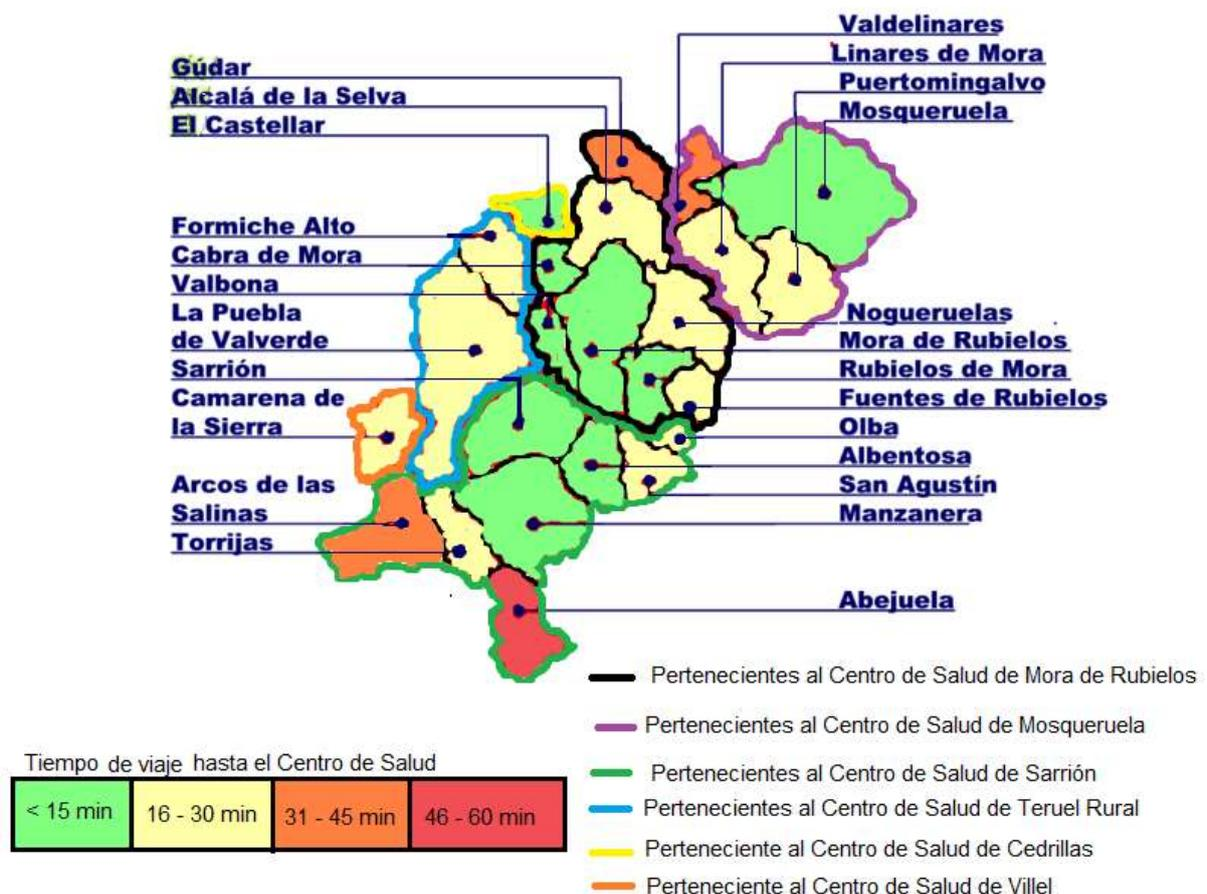 Gúdar
Alcalá de la Selva
El Castellar
Formiche Alto
Cabra de Mora
Valbona
La Puebla
de Valverde
Sarrión
Camarena de
la Sierra
Arcos de las
Salinas
Torrijas
Valdelinares
Linares de Mora
Puertomingalvo
Mosqueruela
Nogueruelas
Mora de Rubielos
Rubielos de Mora
Fuentes de Rubielos
Olba
Albentosa
San Agustín
Manzanera
Abejuela
Pertenecientes al Centro de Salud de Mora de Rubielos
Pertenecientes al Centro de Salud de Mosqueruela
Pertenecientes al Centro de Salud de Sarrión
Pertenecientes al Centro de Salud de Teruel Rural
Perteneciente al Centro de Salud de Cedrillas
Perteneciente al Centro de Salud de Villel
Tiempo de viaje hasta el Centro de Salud
< 15 min 16 - 30 min 31 - 45 min 46 - 60 min